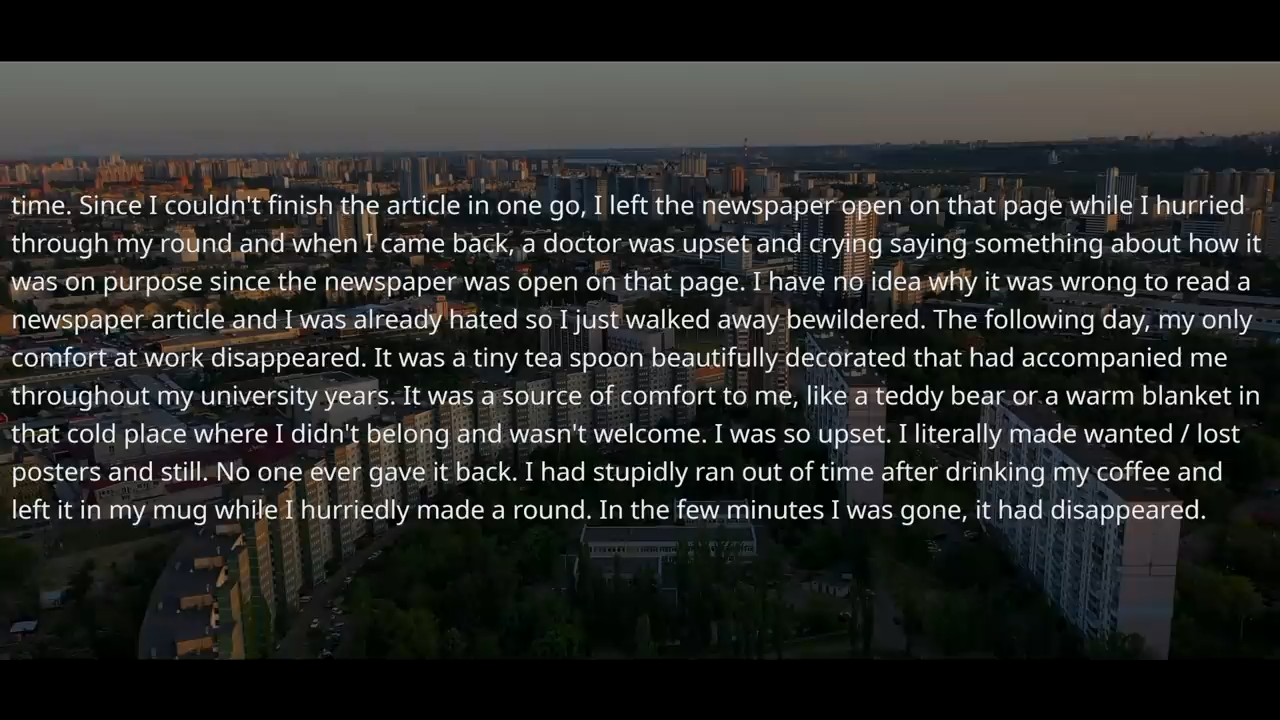 time. Since I couldn't finish the article in one go, I left the newspaper open on that page while I hurried
through my round and when I came back, a doctor was upset and crying saying something about how it
was on purpose since the newspaper was open on that page. I have no idea why it was wrong to read a
newspaper article and I was already hated so I just walked away bewildered. The following day, my only
comfort at work disappeared. It was a tiny tea spoon beautifully decorated that had accompanied me
throughout my university years. It was a source of comfort to me, like a teddy bear or a warm blanket in
that cold place where I didn't belong and wasn't welcome. I was so upset. I literally made wanted / lost
posters and still. No one ever gave it back. I had stupidly ran out of time after drinking my coffee and
left it in my mug while I hurriedly made a round. In the few minutes I was gone, it had disappeared.